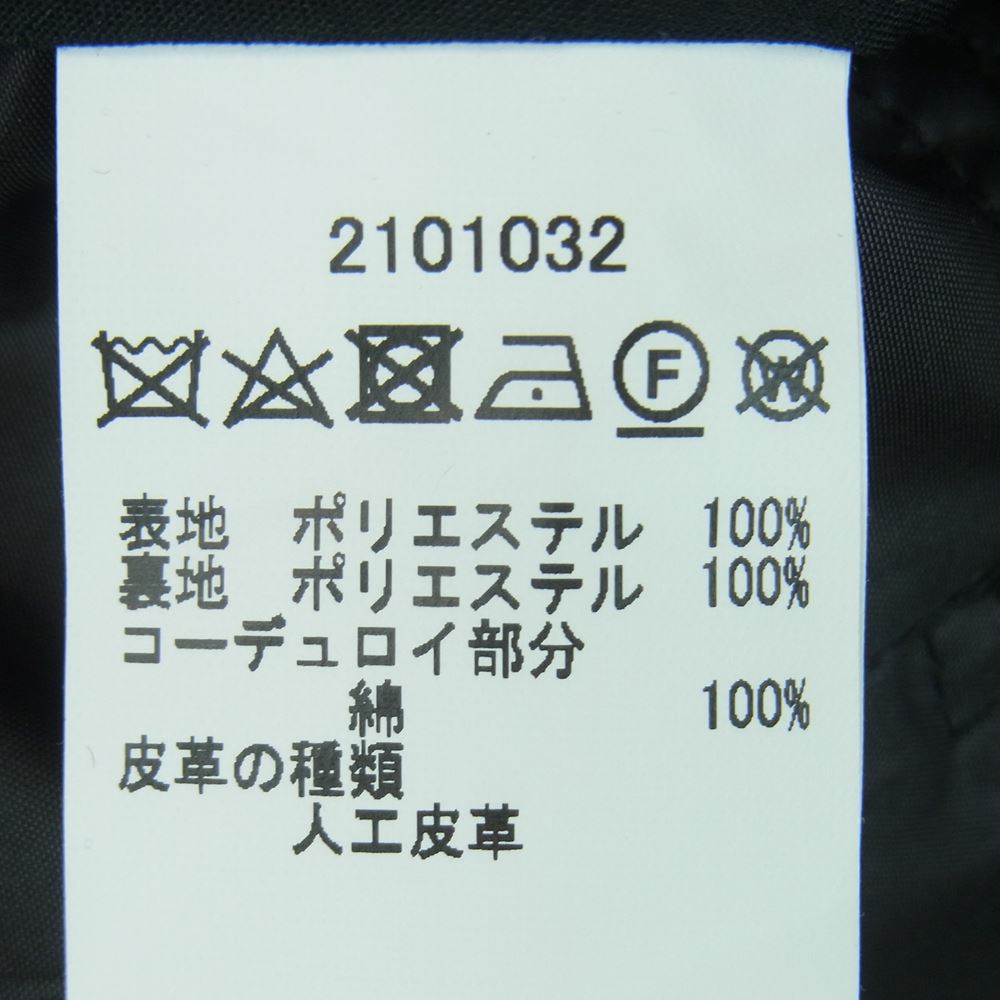 2101032
F W
表地 ポリエステル 100%
裏地 ポリエステル 100%
コーデュロイ部分
綿 100%
皮革の種類
人工皮革